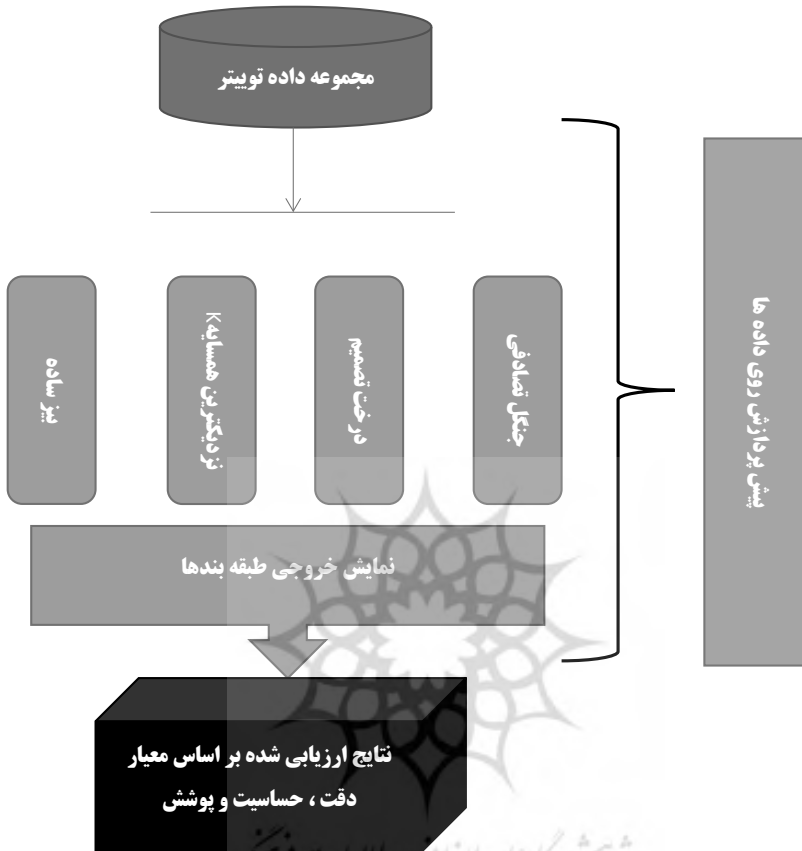 مجموعه داده توییتر
جنگل تصادفی
درخت تصمیم
K نزدیکترین همسایه
بیز ساده
پیش پردازش روی داده ها
نمایش خروجی طبقه بندها
نتایج ارزیابی شده بر اساس معیار
دقت ، حساسیت و پوشش